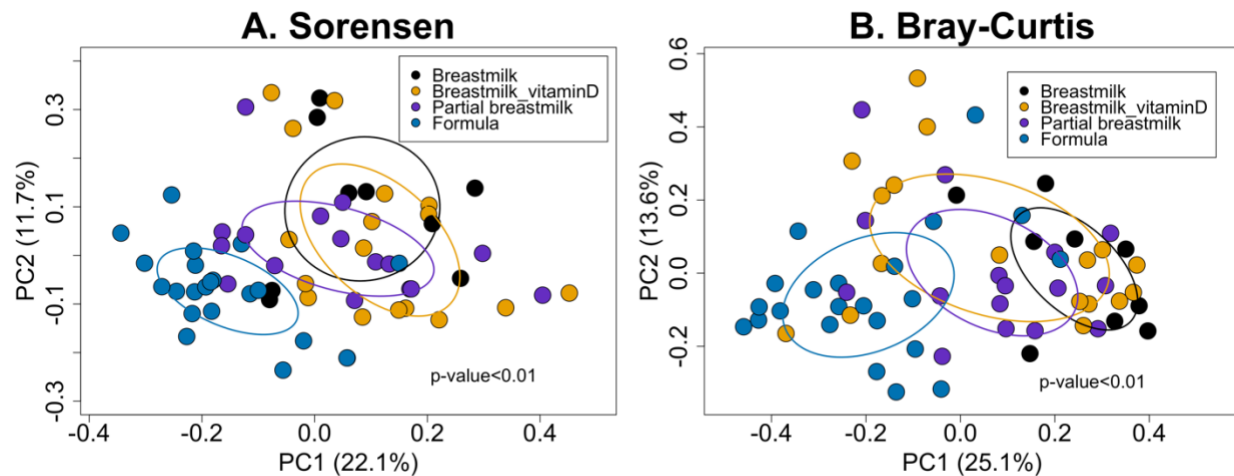 A. Sorensen
Breastmilk
Breastmilk_vitaminD
Partial breastmilk
Formula
PC2 (11.7%)
0.3
0.1
-0.1
-0.3
p-value<0.01
-0.4
-0.2
0.0
0.2
0.4
PC1 (22.1%)
B. Bray-Curtis
Breastmilk
Breastmilk_vitaminD
Partial breastmilk
Formula
PC2 (13.6%)
0.6
0.4
0.2
0.0
-0.2
p-value<0.01
-0.4
-0.2
0.0
0.2
0.4
PC1 (25.1%)